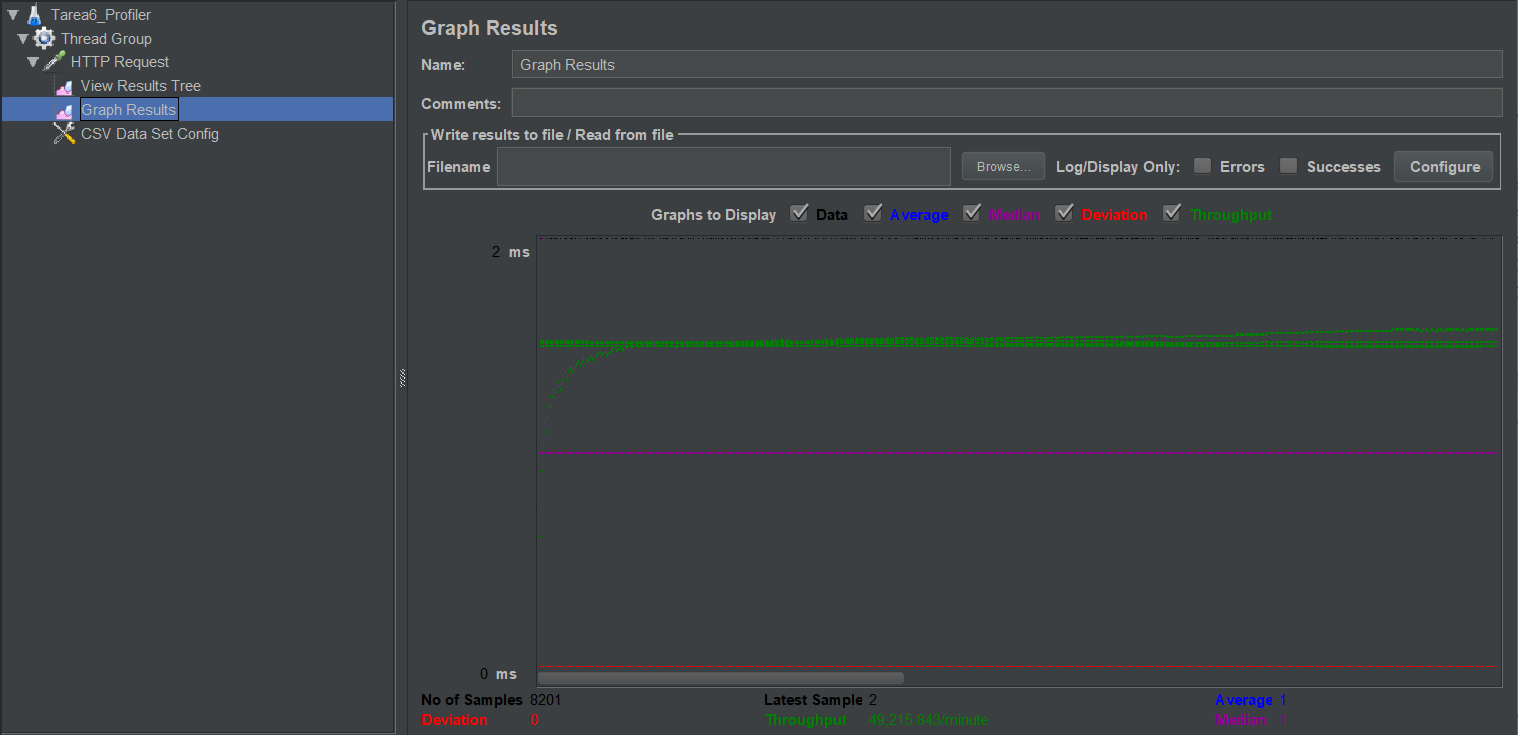 Tarea6_Profiler
Thread Group
HTTP Request
View Results Tree
Graph Results
CSV Data Set Config
Graph Results
Name: Graph Results
Comments:
Write results to file / Read from file
Filename Browse... Log/Display Only: Errors Successes Configure
Graphs to Display Data Average Median Deviation Throughput
2 ms
0 ms
No of Samples 8201 Latest Sample 2 Average 1
Deviation 0 Throughput 49,215.843/minute Median 1